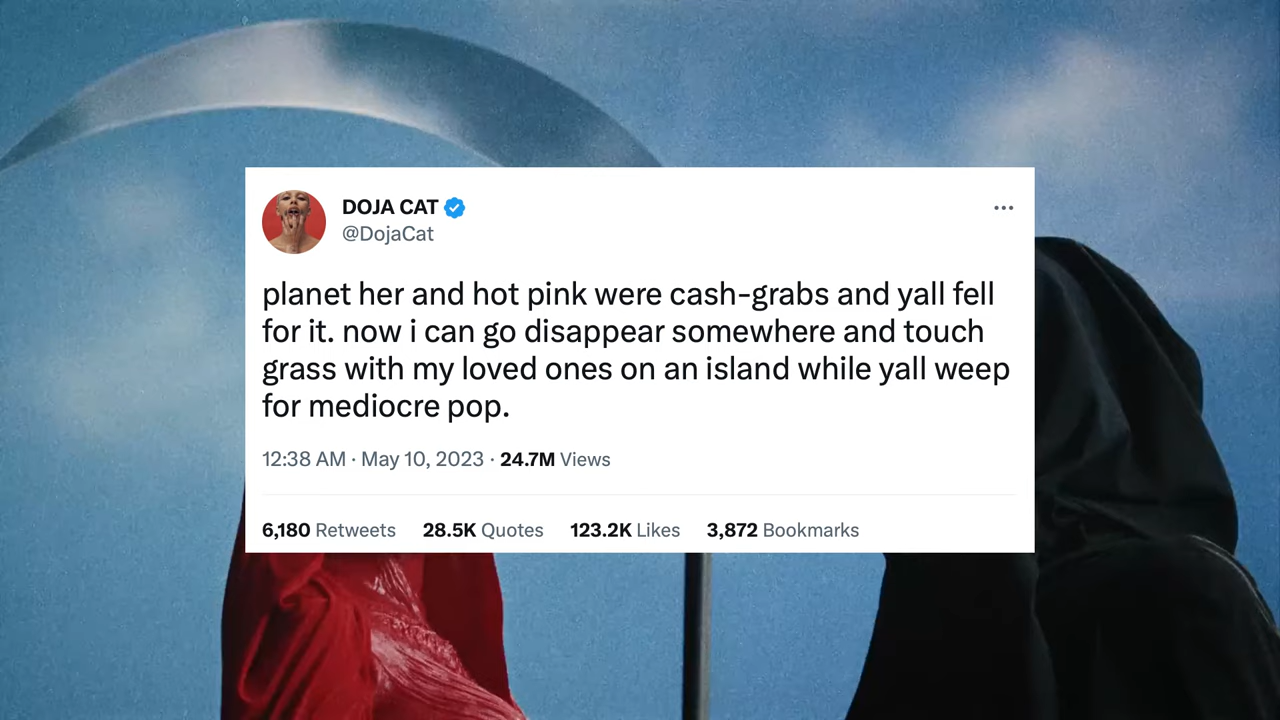 DOJA CAT
@DojaCat
planet her and hot pink were cash-grabs and yall fell
for it. now i can go disappear somewhere and touch
grass with my loved ones on an island while yall weep
for mediocre pop.
12:38 AM · May 10, 2023 · 24.7M Views
6,180 Retweets 28.5K Quotes 123.2K Likes 3,872 Bookmarks